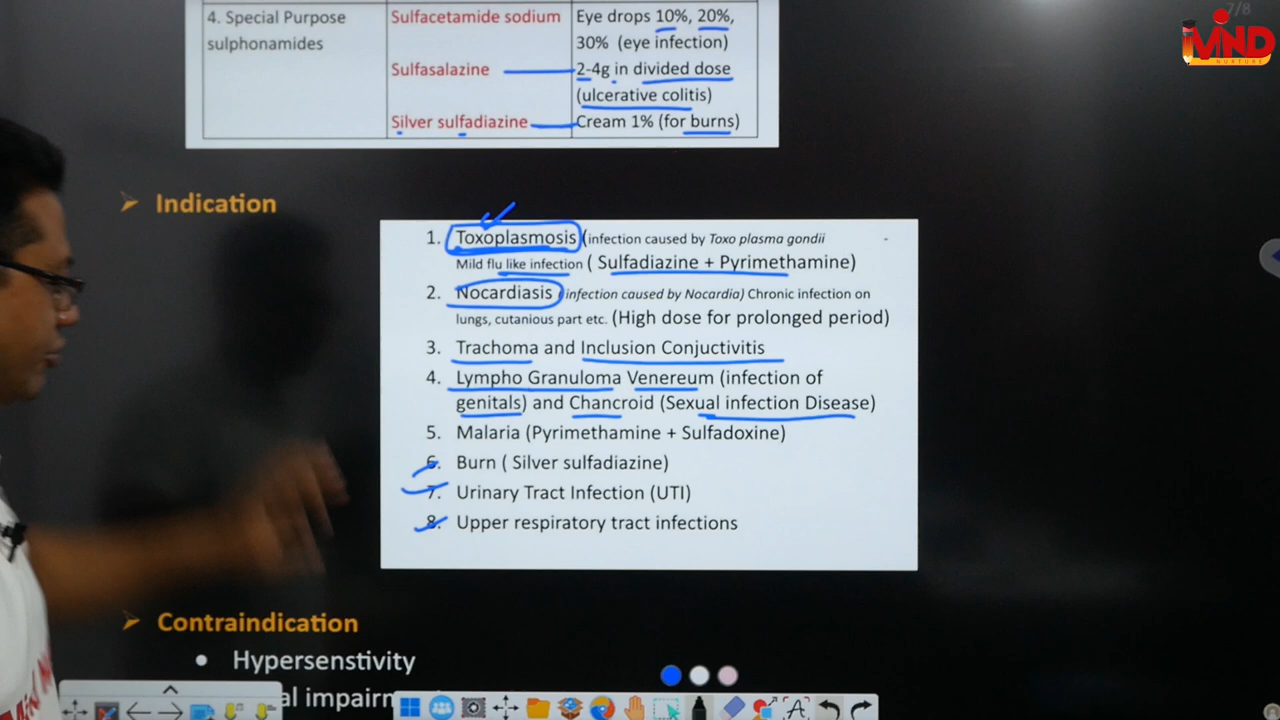 7/8
MIND
NURTURE
4. Special Purpose
sulphonamides
Sulfacetamide sodium
Eye drops 10%, 20%,
30% (eye infection)
Sulfasalazine
2-4g in divided dose
(ulcerative colitis)
Silver sulfadiazine
Cream 1% (for burns)
➤ Indication
1. Toxoplasmosis (infection caused by Toxo plasma gondii
Mild flu like infection ( Sulfadiazine + Pyrimethamine)
2. Nocardiasis (infection caused by Nocardia) Chronic infection on
lungs, cutanious part etc. (High dose for prolonged period)
3. Trachoma and Inclusion Conjuctivitis
4. Lympho Granuloma Venereum (infection of
genitals) and Chancroid (Sexual infection Disease)
5. Malaria (Pyrimethamine + Sulfadoxine)
6. Burn ( Silver sulfadiazine)
7. Urinary Tract Infection (UTI)
8. Upper respiratory tract infections
➤ Contraindication
• Hypersenstivity